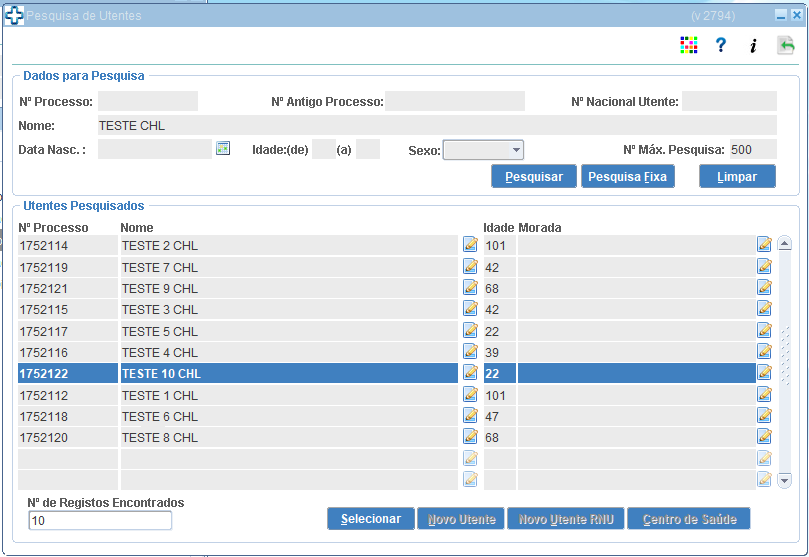 Pesquisa de Utentes (v 2794)
? i
Dados para Pesquisa
Nº Processo: Nº Antigo Processo: Nº Nacional Utente:
Nome: TESTE CHL
Data Nasc. : Idade:(de) (a) Sexo: Nº Máx. Pesquisa: 500
Pesquisar Pesquisa Fixa Limpar
Utentes Pesquisados
Nº Processo Nome Idade Morada
1752114 TESTE 2 CHL 101
1752119 TESTE 7 CHL 42
1752121 TESTE 9 CHL 68
1752115 TESTE 3 CHL 42
1752117 TESTE 5 CHL 22
1752116 TESTE 4 CHL 39
1752122 TESTE 10 CHL 22
1752112 TESTE 1 CHL 101
1752118 TESTE 6 CHL 47
1752120 TESTE 8 CHL 68
Nº de Registos Encontrados
10
Selecionar Novo Utente Novo Utente RNU Centro de Saúde